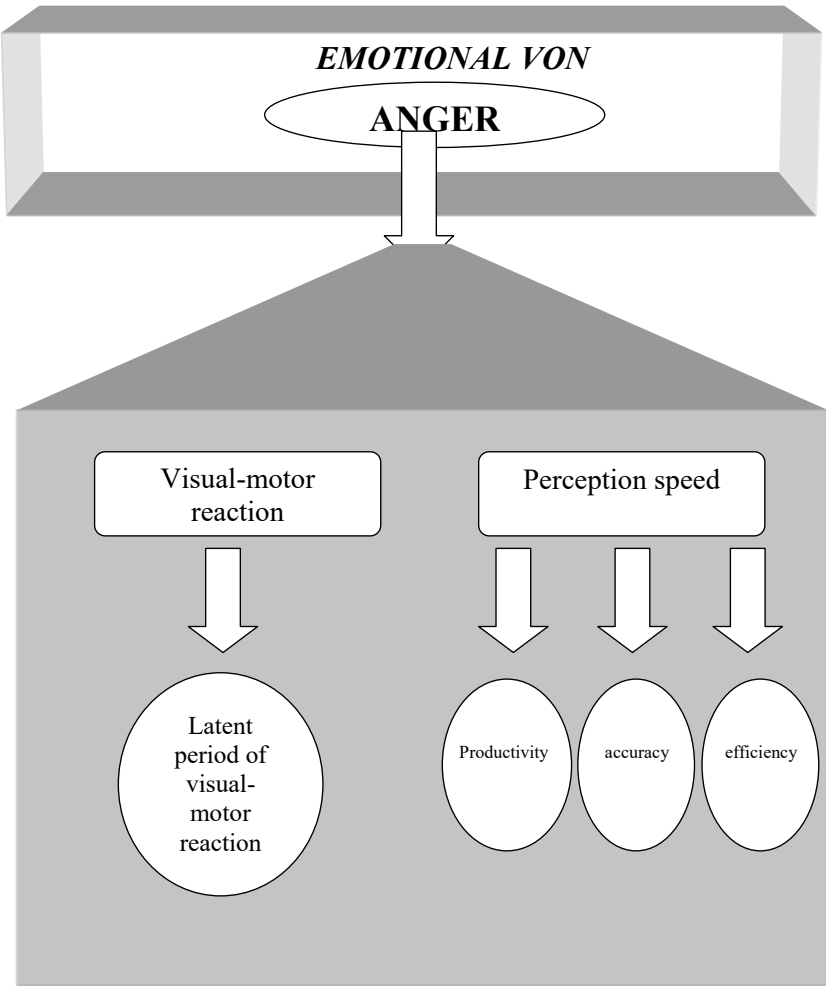 EMOTIONAL VON
ANGER
Visual-motor
reaction
Perception speed
Latent
period of
visual-
motor
reaction
Productivity
accuracy
efficiency